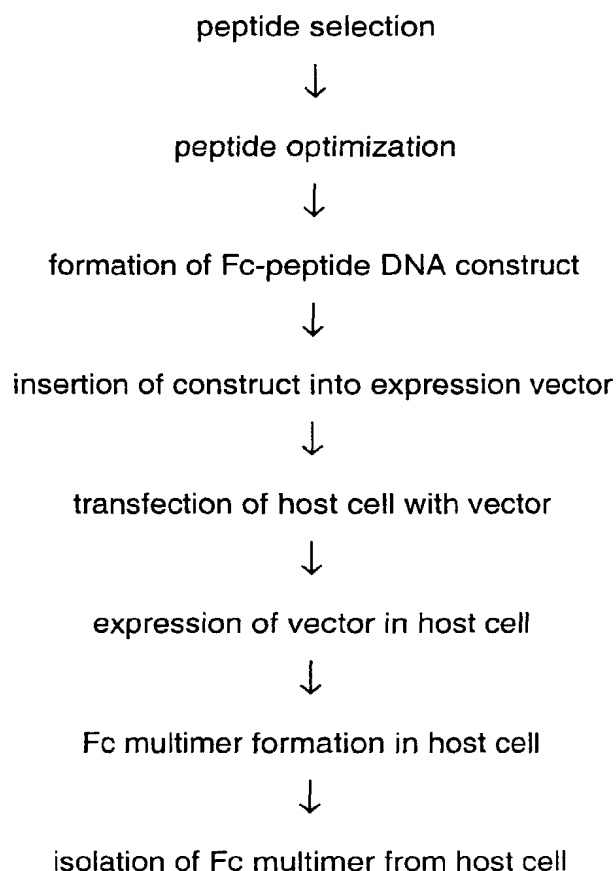 peptide selection
↓
peptide optimization
↓
formation of Fc-peptide DNA construct
↓
insertion of construct into expression vector
↓
transfection of host cell with vector
↓
expression of vector in host cell
↓
Fc multimer formation in host cell
↓
isolation of Fc multimer from host cell